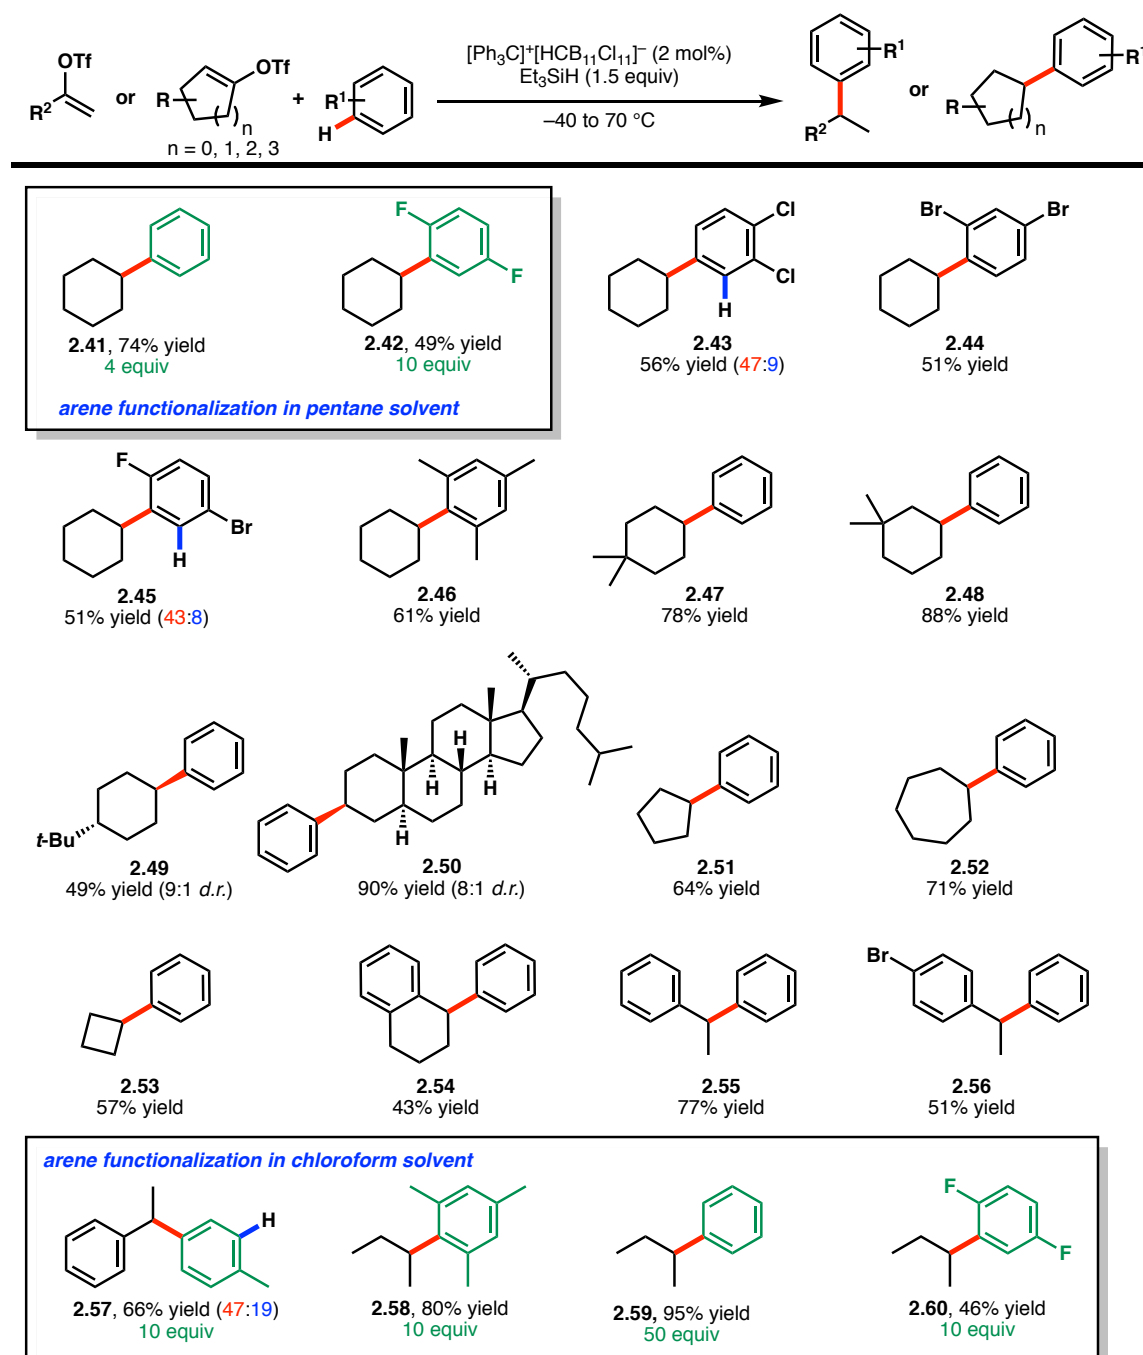 OTf
R²
or
OTf
R
n
n = 0, 1, 2, 3
+
R¹
H
[Ph₃C]⁺[HCB₁₁Cl₁₁]⁻ (2 mol%)
Et₃SiH (1.5 equiv)
–40 to 70 °C
R¹
R²
or
R
n
R¹
2.41, 74% yield
4 equiv
F
F
2.42, 49% yield
10 equiv
arene functionalization in pentane solvent
Cl
Cl
H
2.43
56% yield (47:9)
Br
Br
2.44
51% yield
F
Br
H
2.45
51% yield (43:8)
2.46
61% yield
2.47
78% yield
2.48
88% yield
t-Bu
2.49
49% yield (9:1 d.r.)
H
H
H
H
2.50
90% yield (8:1 d.r.)
2.51
64% yield
2.52
71% yield
2.53
57% yield
2.54
43% yield
2.55
77% yield
Br
2.56
51% yield
arene functionalization in chloroform solvent
H
2.57, 66% yield (47:19)
10 equiv
2.58, 80% yield
10 equiv
2.59, 95% yield
50 equiv
F
F
2.60, 46% yield
10 equiv